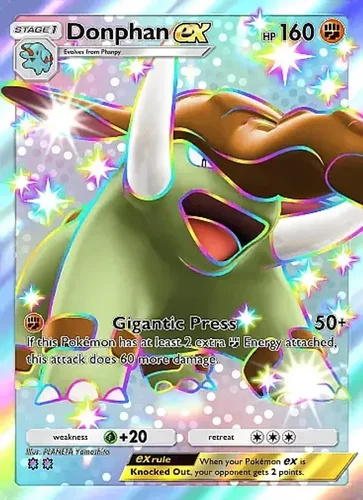 STAGE 1 Donphan ex HP 160
Evolves from Phanpy
Gigantic Press 50+
If this Pokémon has at least 2 extra Energy attached,
this attack does 60 more damage.
weakness +20 retreat
Illus. PLANETA Yamashita
ex rule When your Pokémon ex is
Knocked Out, your opponent gets 2 points.